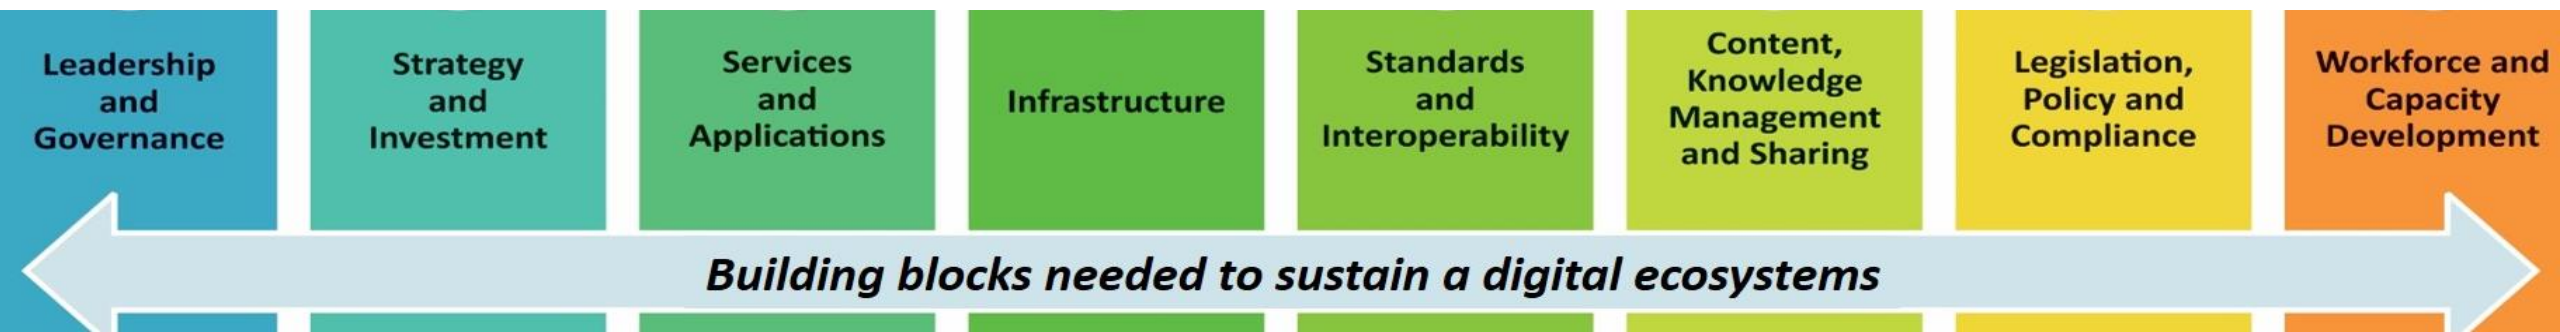 Leadership
and
Governance
Strategy
and
Investment
Services
and
Applications
Infrastructure
Standards
and
Interoperability
Content,
Knowledge
Management
and Sharing
Legislation,
Policy and
Compliance
Workforce and
Capacity
Development
Building blocks needed to sustain a digital ecosystems